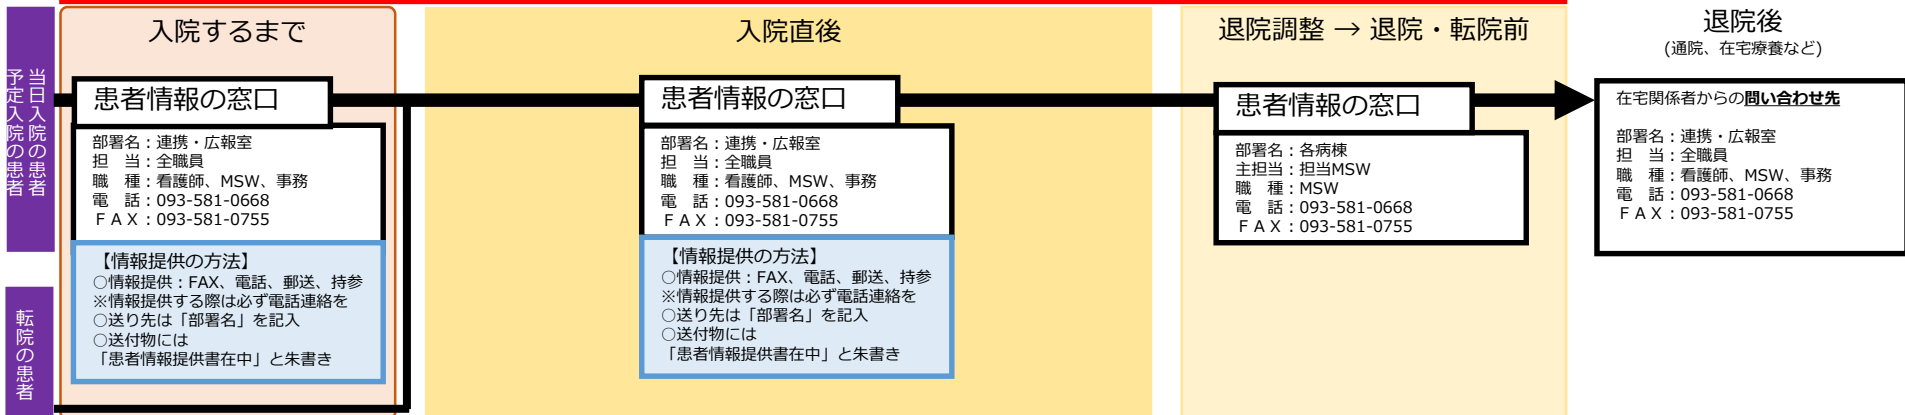 当日入院の患者
予定入院の患者
転院の患者
入院するまで
患者情報の窓口
部署名：連携・広報室
担　当：全職員
職　種：看護師、MSW、事務
電　話：093-581-0668
ＦＡＸ：093-581-0755
【情報提供の方法】
○情報提供：FAX、電話、郵送、持参
※情報提供する際は必ず電話連絡を
○送り先は「部署名」を記入
○送付物には
「患者情報提供書在中」と朱書き
入院直後
患者情報の窓口
部署名：連携・広報室
担　当：全職員
職　種：看護師、MSW、事務
電　話：093-581-0668
ＦＡＸ：093-581-0755
【情報提供の方法】
○情報提供：FAX、電話、郵送、持参
※情報提供する際は必ず電話連絡を
○送り先は「部署名」を記入
○送付物には
「患者情報提供書在中」と朱書き
退院調整 → 退院・転院前
患者情報の窓口
部署名：各病棟
主担当：担当MSW
職　種：MSW
電　話：093-581-0668
ＦＡＸ：093-581-0755
退院後
(通院、在宅療養など)
在宅関係者からの問い合わせ先
部署名：連携・広報室
担　当：全職員
職　種：看護師、MSW、事務
電　話：093-581-0668
ＦＡＸ：093-581-0755